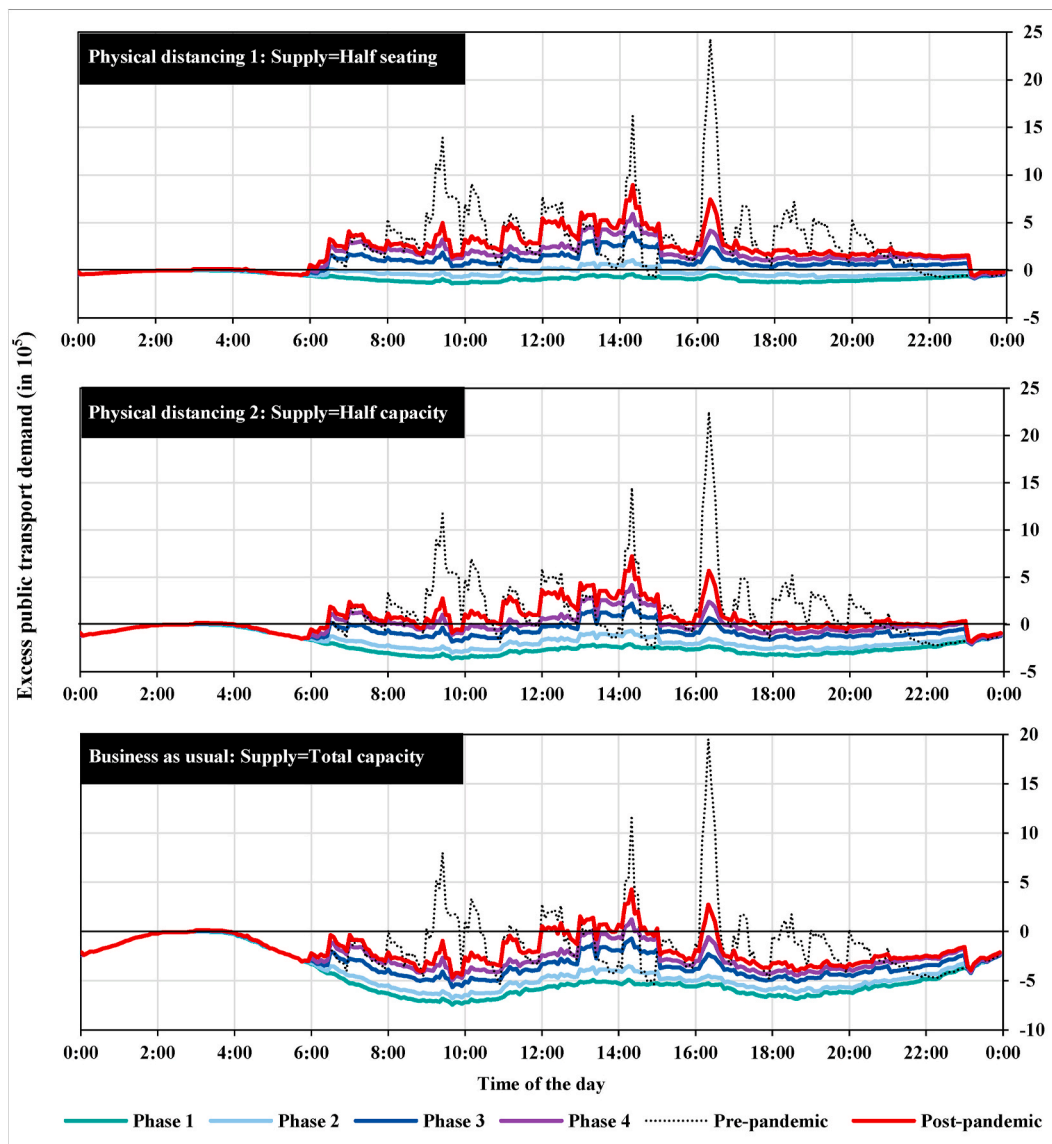 Physical distancing 1: Supply=Half seating
25
20
15
10
5
0
-5
0:00 2:00 4:00 6:00 8:00 10:00 12:00 14:00 16:00 18:00 20:00 22:00 0:00
Excess public transport demand (in 10⁵)
Physical distancing 2: Supply=Half capacity
25
20
15
10
5
0
-5
0:00 2:00 4:00 6:00 8:00 10:00 12:00 14:00 16:00 18:00 20:00 22:00 0:00
Business as usual: Supply=Total capacity
20
15
10
5
0
-5
-10
0:00 2:00 4:00 6:00 8:00 10:00 12:00 14:00 16:00 18:00 20:00 22:00 0:00
Time of the day
Phase 1 Phase 2 Phase 3 Phase 4 Pre-pandemic Post-pandemic